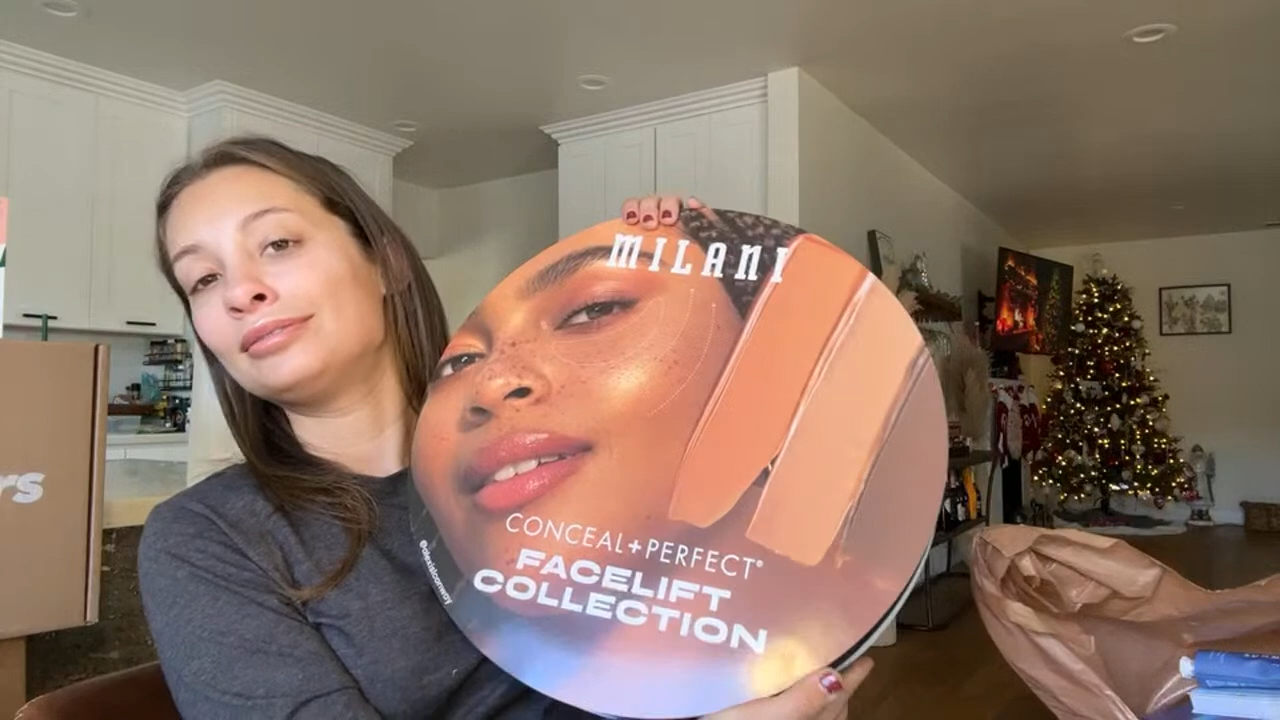 rs
MILANI
CONCEAL+PERFECT®
FACELIFT
COLLECTION